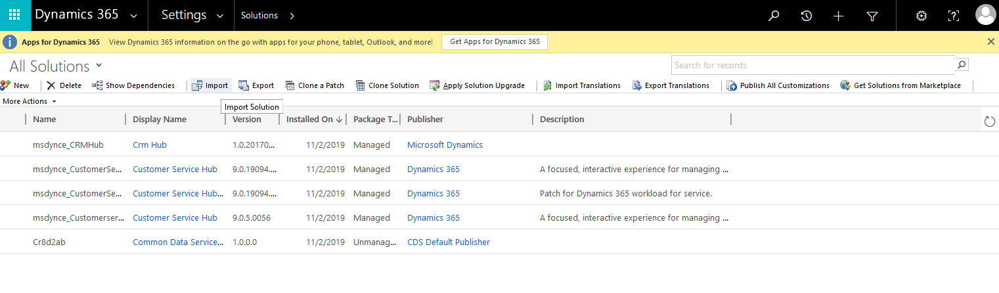 Dynamics 365 Settings Solutions
Apps for Dynamics 365 View Dynamics 365 information on the go with apps for your phone, tablet, Outlook, and more! Get Apps for Dynamics 365
All Solutions
Search for records
New Delete Show Dependencies Import Export Clone a Patch Clone Solution Apply Solution Upgrade Import Translations Export Translations Publish All Customizations Get Solutions from Marketplace
More Actions
Import Solution
Name Display Name Version Installed On Package T... Publisher Description
msdynce_CRMHub Crm Hub 1.0.20170... 11/2/2019 Managed Microsoft Dynamics
msdynce_CustomerSe... Customer Service Hub 9.0.19094.... 11/2/2019 Managed Dynamics 365 A focused, interactive experience for managing ...
msdynce_CustomerSe... Customer Service Hub... 9.0.19094.... 11/2/2019 Managed Dynamics 365 Patch for Dynamics 365 workload for service.
msdynce_Customerser... Customer Service Hub 9.0.5.0056 11/2/2019 Managed Dynamics 365 A focused, interactive experience for managing ...
Cr8d2ab Common Data Service... 1.0.0.0 11/2/2019 Unmanag... CDS Default Publisher